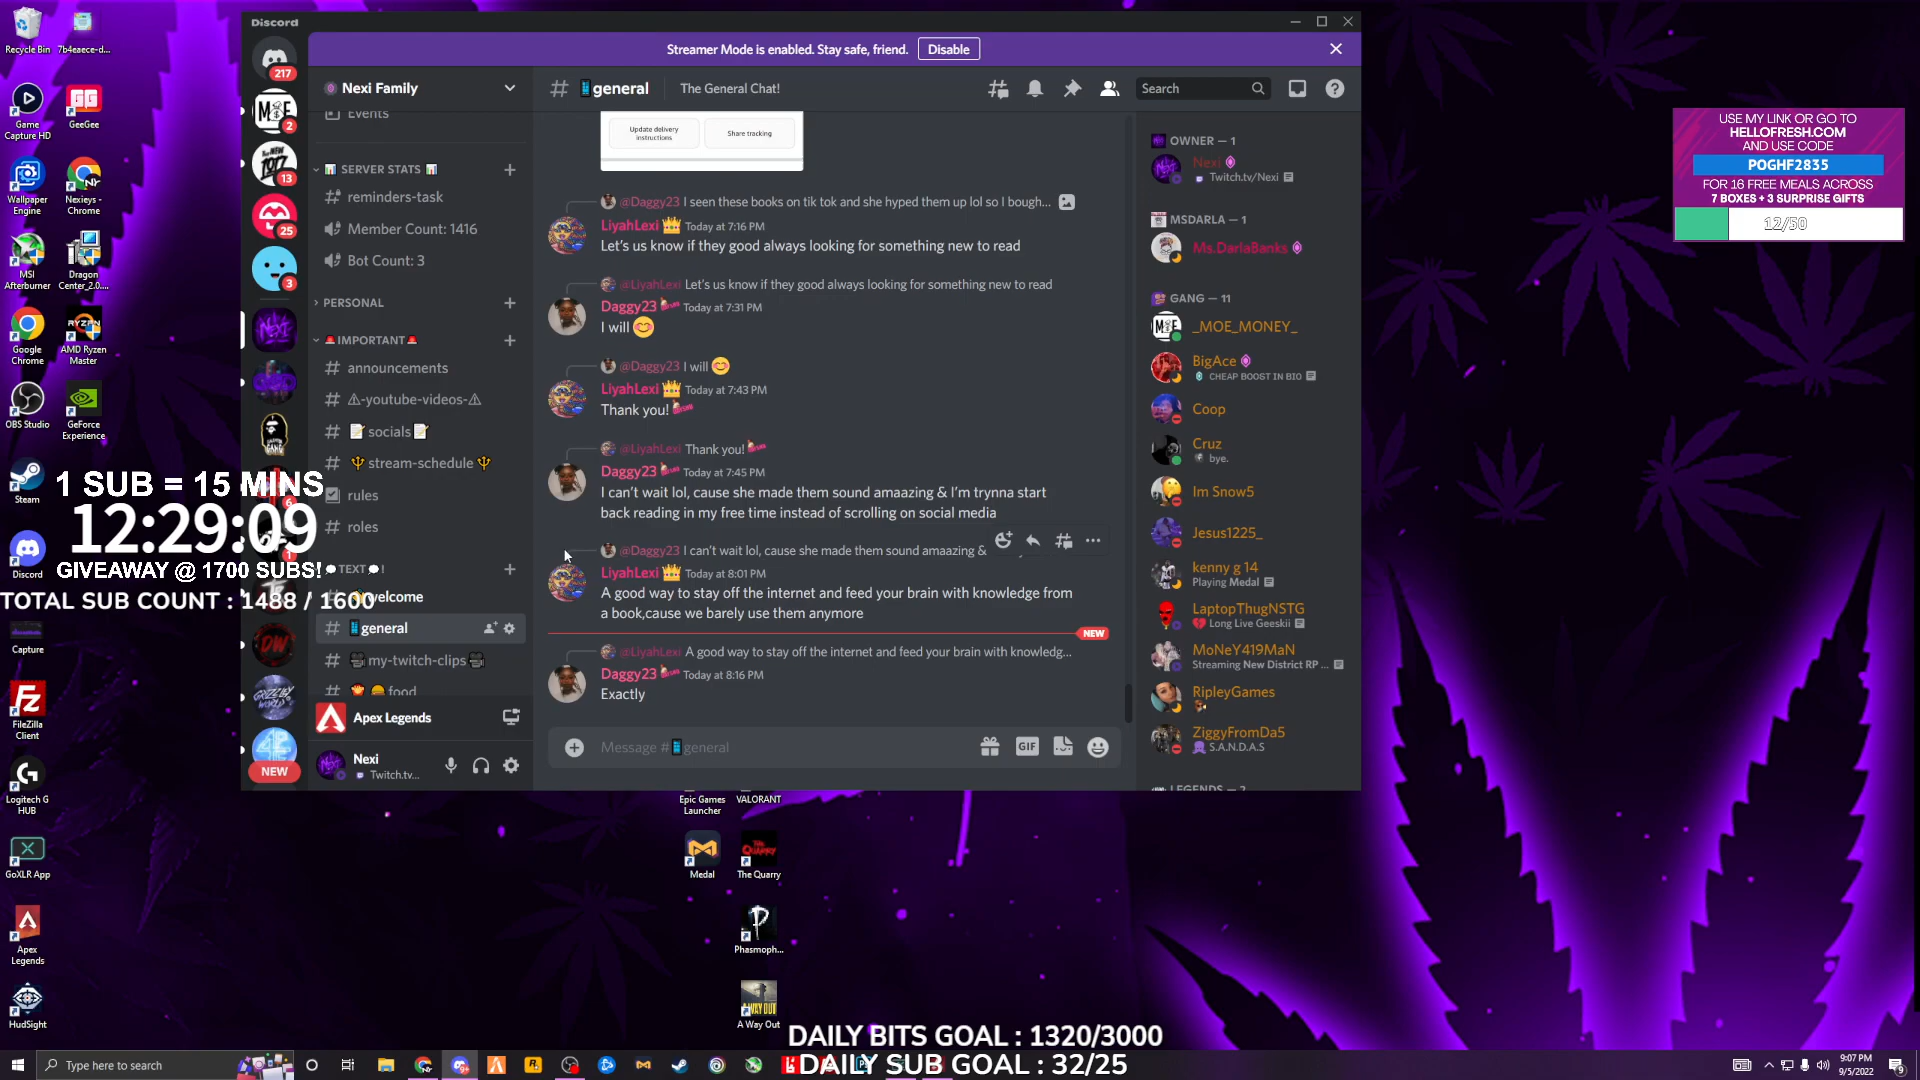 Discord
Streamer Mode is enabled. Stay safe, friend. Disable
Nexi Family
general
The General Chat!
Search
Events
SERVER STATS
reminders-task
Member Count: 1416
Bot Count: 3
PERSONAL
IMPORTANT
announcements
-youtube-videos-
socials
stream-schedule
rules
roles
TEXT !
welcome
general
my-twitch-clips
food
Apex Legends
Nexi
Twitch.tv...
217
2
13
25
3
6
1
NEW
Update delivery instructions
Share tracking
@Daggy23 I seen these books on tik tok and she hyped them up lol so I bough...
LiyahLexi Today at 7:16 PM
Let's us know if they good always looking for something new to read
@LiyahLexi Let's us know if they good always looking for something new to read
Daggy23 Today at 7:31 PM
I will
@Daggy23 I will
LiyahLexi Today at 7:43 PM
Thank you!
@LiyahLexi Thank you!
Daggy23 Today at 7:45 PM
I can't wait lol, cause she made them sound amaazing & I'm trynna start
back reading in my free time instead of scrolling on social media
@Daggy23 I can't wait lol, cause she made them sound amaazing &
LiyahLexi Today at 8:01 PM
A good way to stay off the internet and feed your brain with knowledge from
a book,cause we barely use them anymore
NEW
@LiyahLexi A good way to stay off the internet and feed your brain with knowledg...
Daggy23 Today at 8:16 PM
Exactly
Message # general
GIF
OWNER — 1
Nexi
Twitch.tv/Nexi
MSDARLA — 1
Ms.DarlaBanks
GANG — 11
_MOE_MONEY_
BigAce
CHEAP BOOST IN BIO
Coop
Cruz
bye.
Im Snow5
Jesus1225_
kenny g 14
Playing Medal
LaptopThugNSTG
Long Live Geeskii
MoNeY419MaN
Streaming New District RP ...
RipleyGames
ZiggyFromDa5
S.A.N.D.A.S
LEGENDS — 2
USE MY LINK OR GO TO
HELLOFRESH.COM
AND USE CODE
POGHF2835
FOR 16 FREE MEALS ACROSS
7 BOXES + 3 SURPRISE GIFTS
12/50
Recycle Bin
7b4eaece-d...
Game Capture HD
GeeGee
Wallpaper Engine
Nexieys - Chrome
MSI Afterburner
Dragon Center_2.0....
Google Chrome
AMD Ryzen Master
OBS Studio
GeForce Experience
Steam
Discord
Capture
FileZilla Client
Logitech G HUB
GoXLR App
Apex Legends
HudSight
Epic Games Launcher
VALORANT
Medal
The Quarry
Phasmoph...
A Way Out
1 SUB = 15 MINS
12:29:09
GIVEAWAY @ 1700 SUBS!
TOTAL SUB COUNT : 1488 / 1600
DAILY BITS GOAL : 1320/3000
DAILY SUB GOAL : 32/25
Type here to search
9:07 PM
9/5/2022